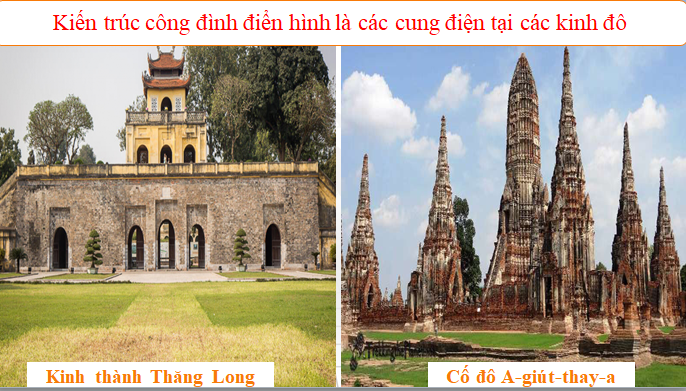 Kiến trúc công đình điển hình là các cung điện tại các kinh đô
Kinh thành Thăng Long
Cố đô A-giút-thay-a